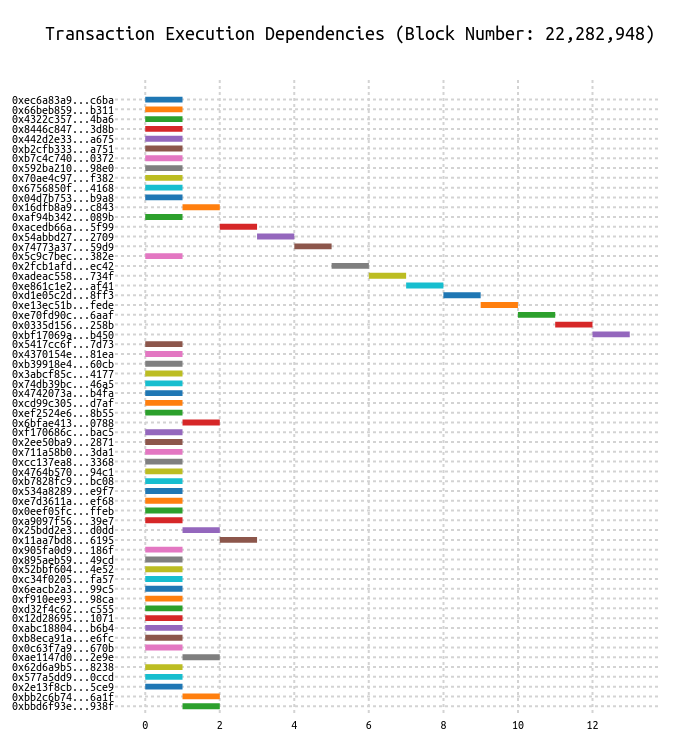 Transaction Execution Dependencies (Block Number: 22,282,948)
0xec6a83a9...c6ba
0x66beb859...b311
0x4322c357...4ba6
0x8446c847...3d8b
0x442d2e33...a675
0xb2cfb333...a751
0xb7c4c740...0372
0x592ba210...98e0
0x70ae4c97...f382
0x6756850f...4168
0x04d7b753...b9a8
0x16dfb8a9...c843
0xaf94b342...089b
0xacedb66a...5f99
0x54abbd27...2709
0x74773a37...59d9
0x5c9c7bec...382e
0x2fcb1afd...ec42
0xadeac558...734f
0xe861c1e2...af41
0xd1e05c2d...8ff3
0xe13ec51b...fede
0xe70fd90c...6aaf
0x0335d156...258b
0xbf17069a...b450
0x5417cc6f...7d73
0x4370154e...81ea
0xb39918e4...60cb
0x3abcf85c...4177
0x74db39bc...46a5
0x4742073a...b4fa
0xcd99c305...d7af
0xef2524e6...8b55
0x6bfae413...0788
0xf170686c...bac5
0x2ee50ba9...2871
0x711a58b0...3da1
0xcc137ea8...3368
0x4764b570...94c1
0xb7828fc9...bc08
0x534a8289...e9f7
0xe7d3611a...ef68
0x0eef05fc...ffeb
0xa9097f56...39e7
0x25bdd2e3...d0dd
0x11aa7bd8...6195
0x905fa0d9...186f
0x895aeb59...49cd
0x52bbf604...4e52
0xc34f0205...fa57
0x6eacb2a3...99c5
0xf910ee93...98ca
0xd32f4c62...c555
0x12d28695...1071
0xabc18804...b6b4
0xb8eca91a...e6fc
0x0c63f7a9...670b
0xae1147d0...2e9e
0x62d6a9b5...8238
0x577a5dd9...0ccd
0x2e13f8cb...5ce9
0xbb2c6b74...6a1f
0xbbd6f93e...938f
0 2 4 6 8 10 12